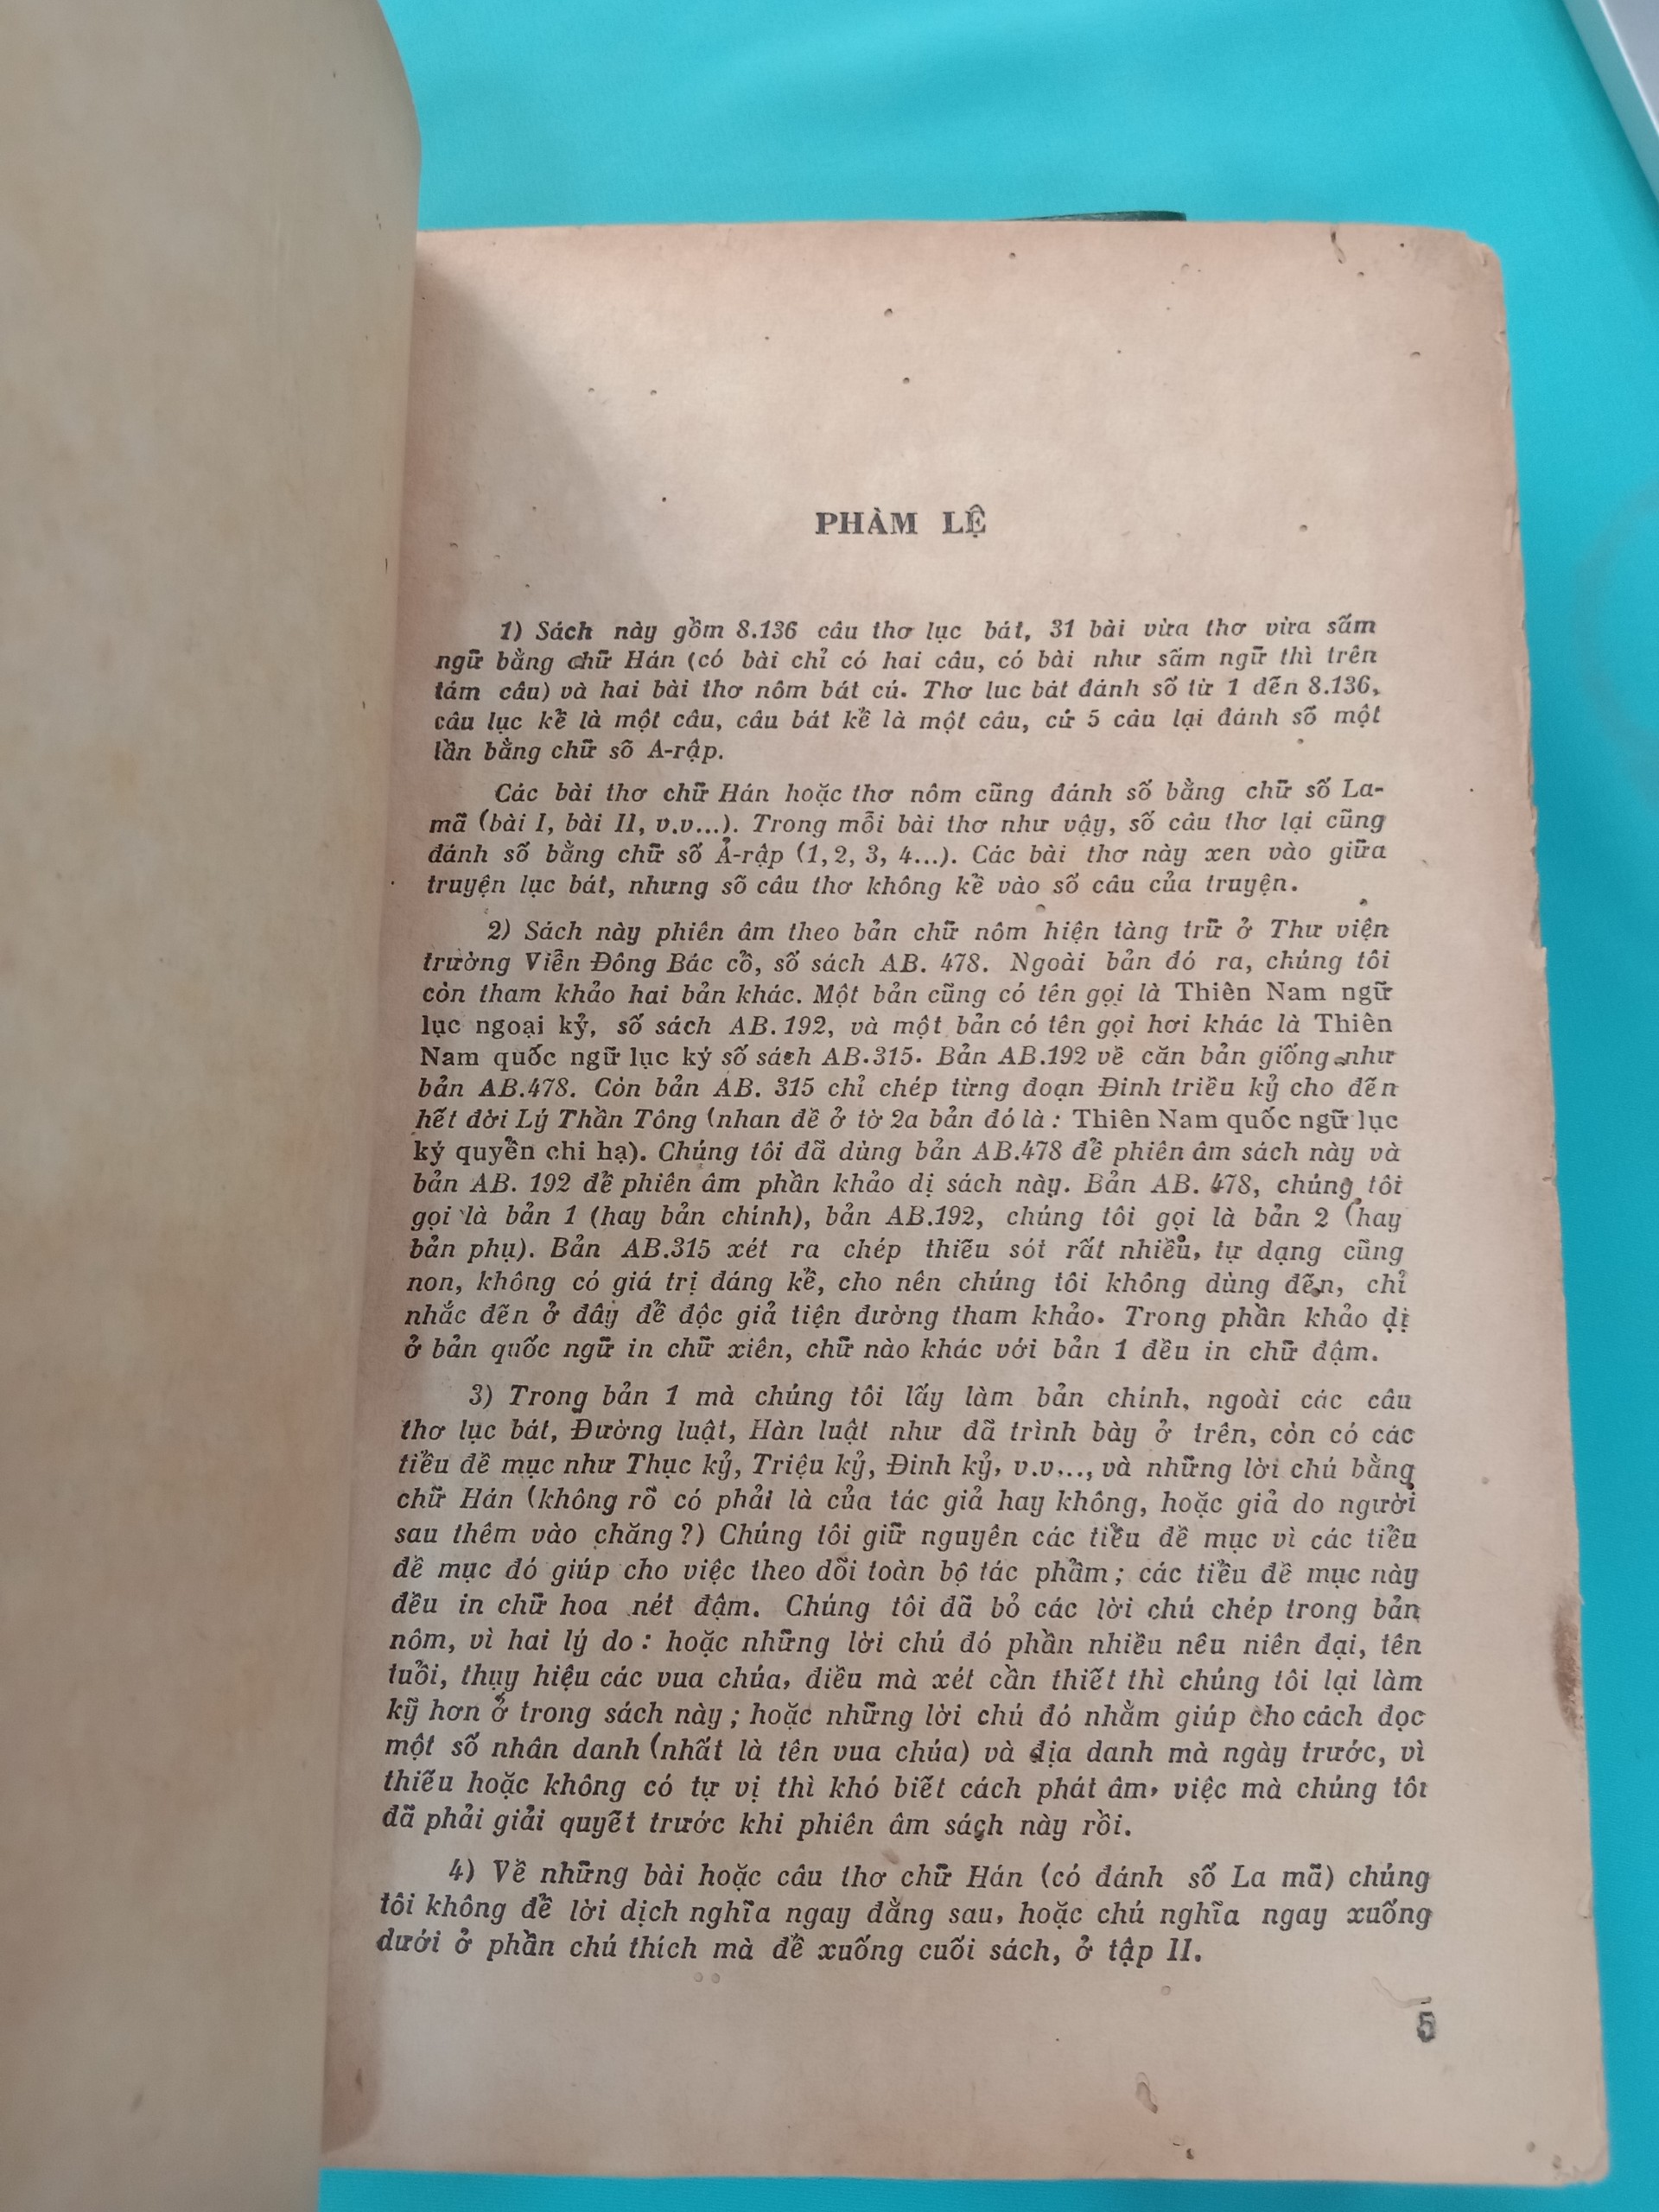 PHÀM LỆ
1) Sách này gồm 8.136 câu thơ lục bát, 31 bài vừa thơ vừa sấm
ngữ bằng chữ Hán (có bài chỉ có hai câu, có bài như sấm ngữ thì trên
tám câu) và hai bài thơ nôm bát cú. Thơ luc bát đánh số từ 1 đến 8.136,
câu lục kể là một câu, câu bát kể là một câu, cứ 5 câu lại đánh số một
lần bằng chữ số A-rập.
Các bài thơ chữ Hán hoặc thơ nôm cũng đánh số bằng chữ số La-
mã (bài I, bài II, v.v...). Trong mỗi bài thơ như vậy, số câu thơ lại cũng
đánh số bằng chữ số Ả-rập (1, 2, 3, 4...). Các bài thơ này xen vào giữa
truyện lục bát, nhưng số câu thơ không kể vào số câu của truyện.
2) Sách này phiên âm theo bản chữ nôm hiện tàng trữ ở Thư viện
trường Viễn Đông Bác cổ, số sách AB. 478. Ngoài bản đó ra, chúng tôi
còn tham khảo hai bản khác. Một bản cũng có tên gọi là Thiên Nam ngữ
lục ngoại kỷ, số sách AB. 192, và một bản có tên gọi hơi khác là Thiên
Nam quốc ngữ lục ký số sách AB.315. Bản AB.192 về căn bản giống như
bản AB.478. Còn bản AB. 315 chỉ chép từng đoạn Đinh triều kỷ cho đến
hết đời Lý Thần Tông (nhan đề ở tờ 2a bản đó là : Thiên Nam quốc ngữ lục
ký quyển chi hạ). Chúng tôi đã dùng bản AB.478 để phiên âm sách này và
bản AB. 192 để phiên âm phần khảo dị sách này. Bản AB. 478, chúng tôi
gọi là bản 1 (hay bản chính), bản AB.192, chúng tôi gọi là bản 2 (hay
bản phụ). Bản AB.315 xét ra chép thiếu sót rất nhiều, tự dạng cũng
non, không có giá trị đáng kể, cho nên chúng tôi không dùng đến, chỉ
nhắc đến ở đây để độc giả tiện đường tham khảo. Trong phần khảo dị
ở bản quốc ngữ in chữ xiên, chữ nào khác với bản 1 đều in chữ đậm.
3) Trong bản 1 mà chúng tôi lấy làm bản chính, ngoài các câu
thơ lục bát, Đường luật, Hàn luật như đã trình bày ở trên, còn có các
tiểu đề mục như Thục kỷ, Triệu kỷ, Đinh kỷ, v.v..., và những lời chú bằng
chữ Hán (không rõ có phải là của tác giả hay không, hoặc giả do người
sau thêm vào chăng ?) Chúng tôi giữ nguyên các tiểu đề mục vì các tiểu
đề mục đó giúp cho việc theo dõi toàn bộ tác phẩm ; các tiểu đề mục này
đều in chữ hoa nét đậm. Chúng tôi đã bỏ các lời chú chép trong bản
nôm, vì hai lý do : hoặc những lời chú đó phần nhiều nêu niên đại, tên
tuổi, thụy hiệu các vua chúa, điều mà xét cần thiết thì chúng tôi lại làm
kỹ hơn ở trong sách này ; hoặc những lời chú đó nhằm giúp cho cách đọc
một số nhân danh (nhất là tên vua chúa) và địa danh mà ngày trước, vì
thiếu hoặc không có tự vị thì khó biết cách phát âm, việc mà chúng tôi
đã phải giải quyết trước khi phiên âm sách này rồi.
4) Về những bài hoặc câu thơ chữ Hán (có đánh số La mã) chúng
tôi không để lời dịch nghĩa ngay đằng sau, hoặc chú nghĩa ngay xuống
dưới ở phần chú thích mà để xuống cuối sách, ở tập II.
5